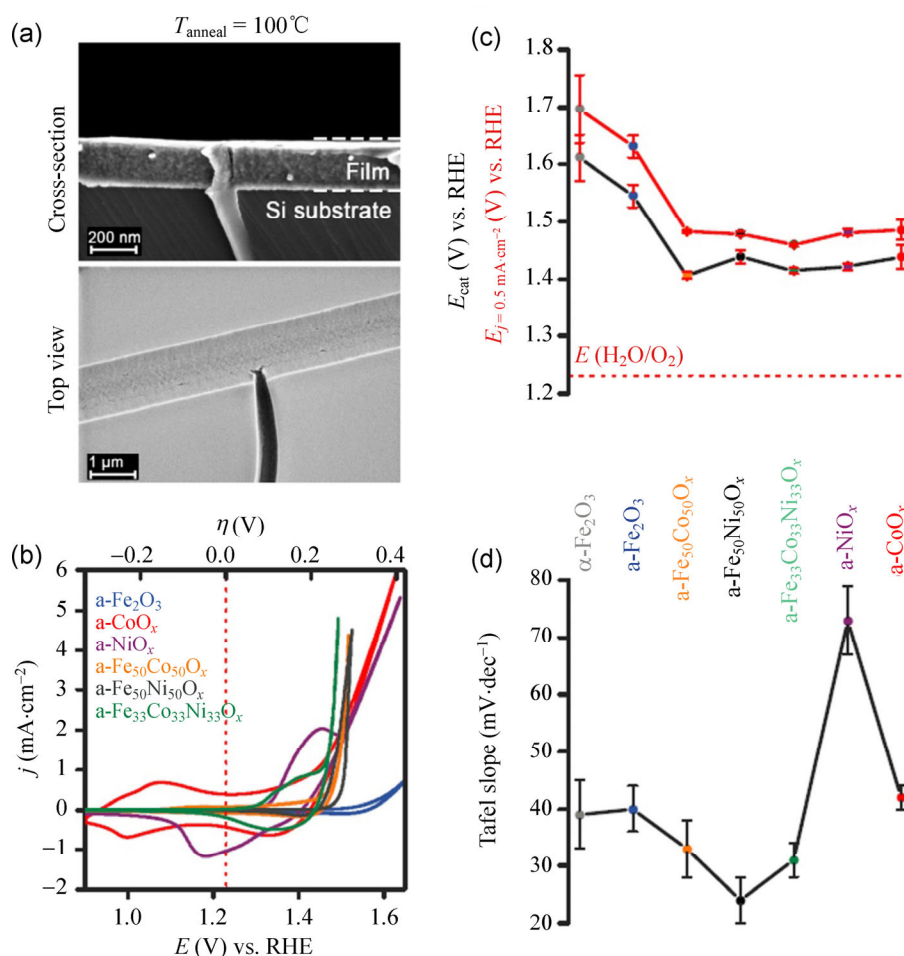 (a)
T_anneal = 100℃
Cross-section
Film
Si substrate
200 nm
Top view
1 μm
(b)
η (V)
−0.2 0.0 0.2 0.4
6
5
4
3
2
1
0
−1
−2
j (mA·cm⁻²)
a-Fe₂O₃
a-CoOₓ
a-NiOₓ
a-Fe₅₀Co₅₀Oₓ
a-Fe₅₀Ni₅₀Oₓ
a-Fe₃₃Co₃₃Ni₃₃Oₓ
1.0 1.2 1.4 1.6
E (V) vs. RHE
(c)
E_cat (V) vs. RHE
E_j = 0.5 mA·cm⁻² (V) vs. RHE
1.8
1.7
1.6
1.5
1.4
1.3
1.2
E (H₂O/O₂)
α-Fe₂O₃
a-Fe₂O₃
a-Fe₅₀Co₅₀Oₓ
a-Fe₅₀Ni₅₀Oₓ
a-Fe₃₃Co₃₃Ni₃₃Oₓ
a-NiOₓ
a-CoOₓ
(d)
Tafel slope (mV·dec⁻¹)
80
70
60
50
40
30
20